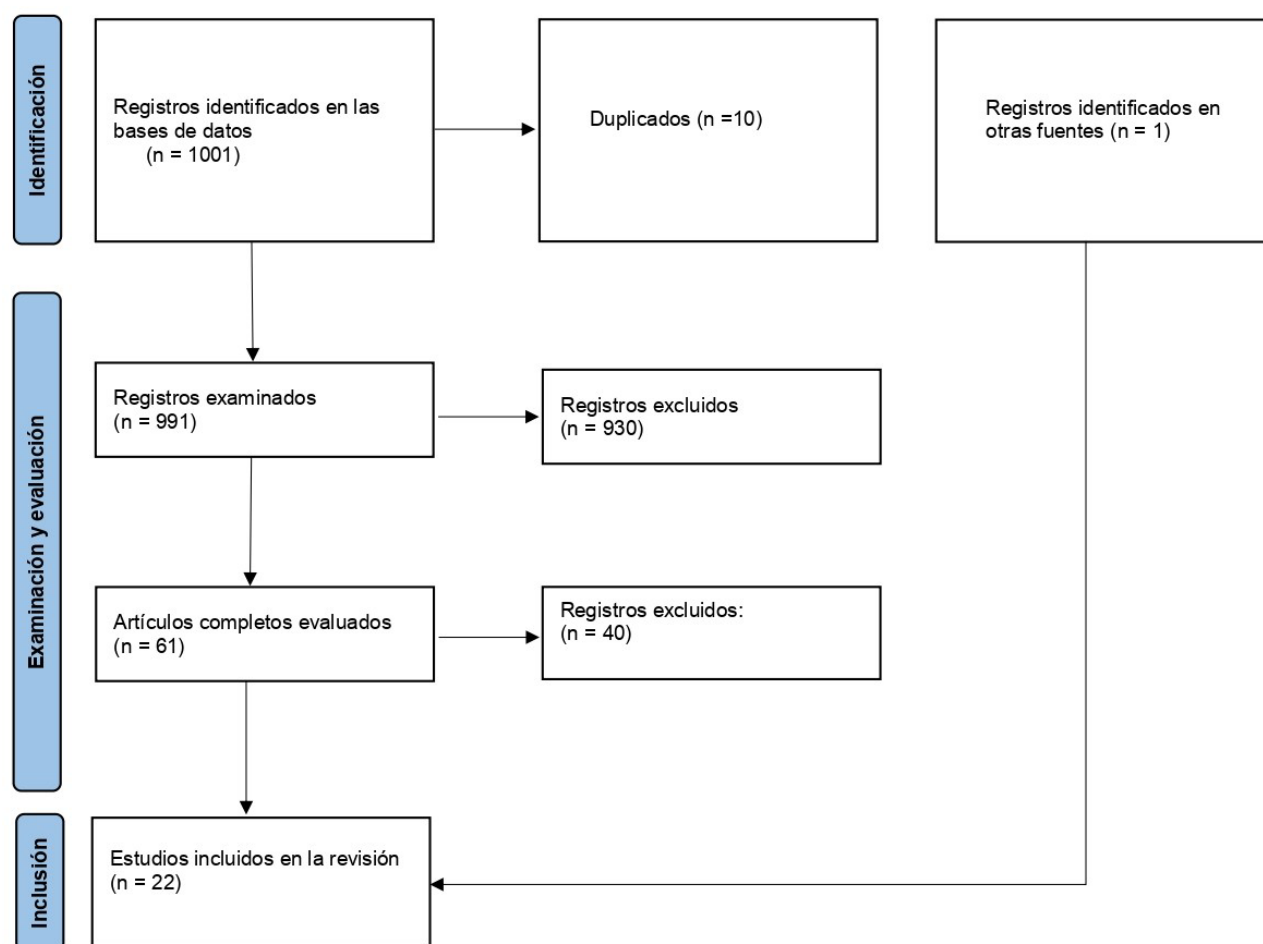 Identificación
Registros identificados en las
bases de datos
(n = 1001)
Duplicados (n =10)
Registros identificados en
otras fuentes (n = 1)
Examinación y evaluación
Registros examinados
(n = 991)
Registros excluidos
(n = 930)
Artículos completos evaluados
(n = 61)
Registros excluidos:
(n = 40)
Inclusión
Estudios incluidos en la revisión
(n = 22)